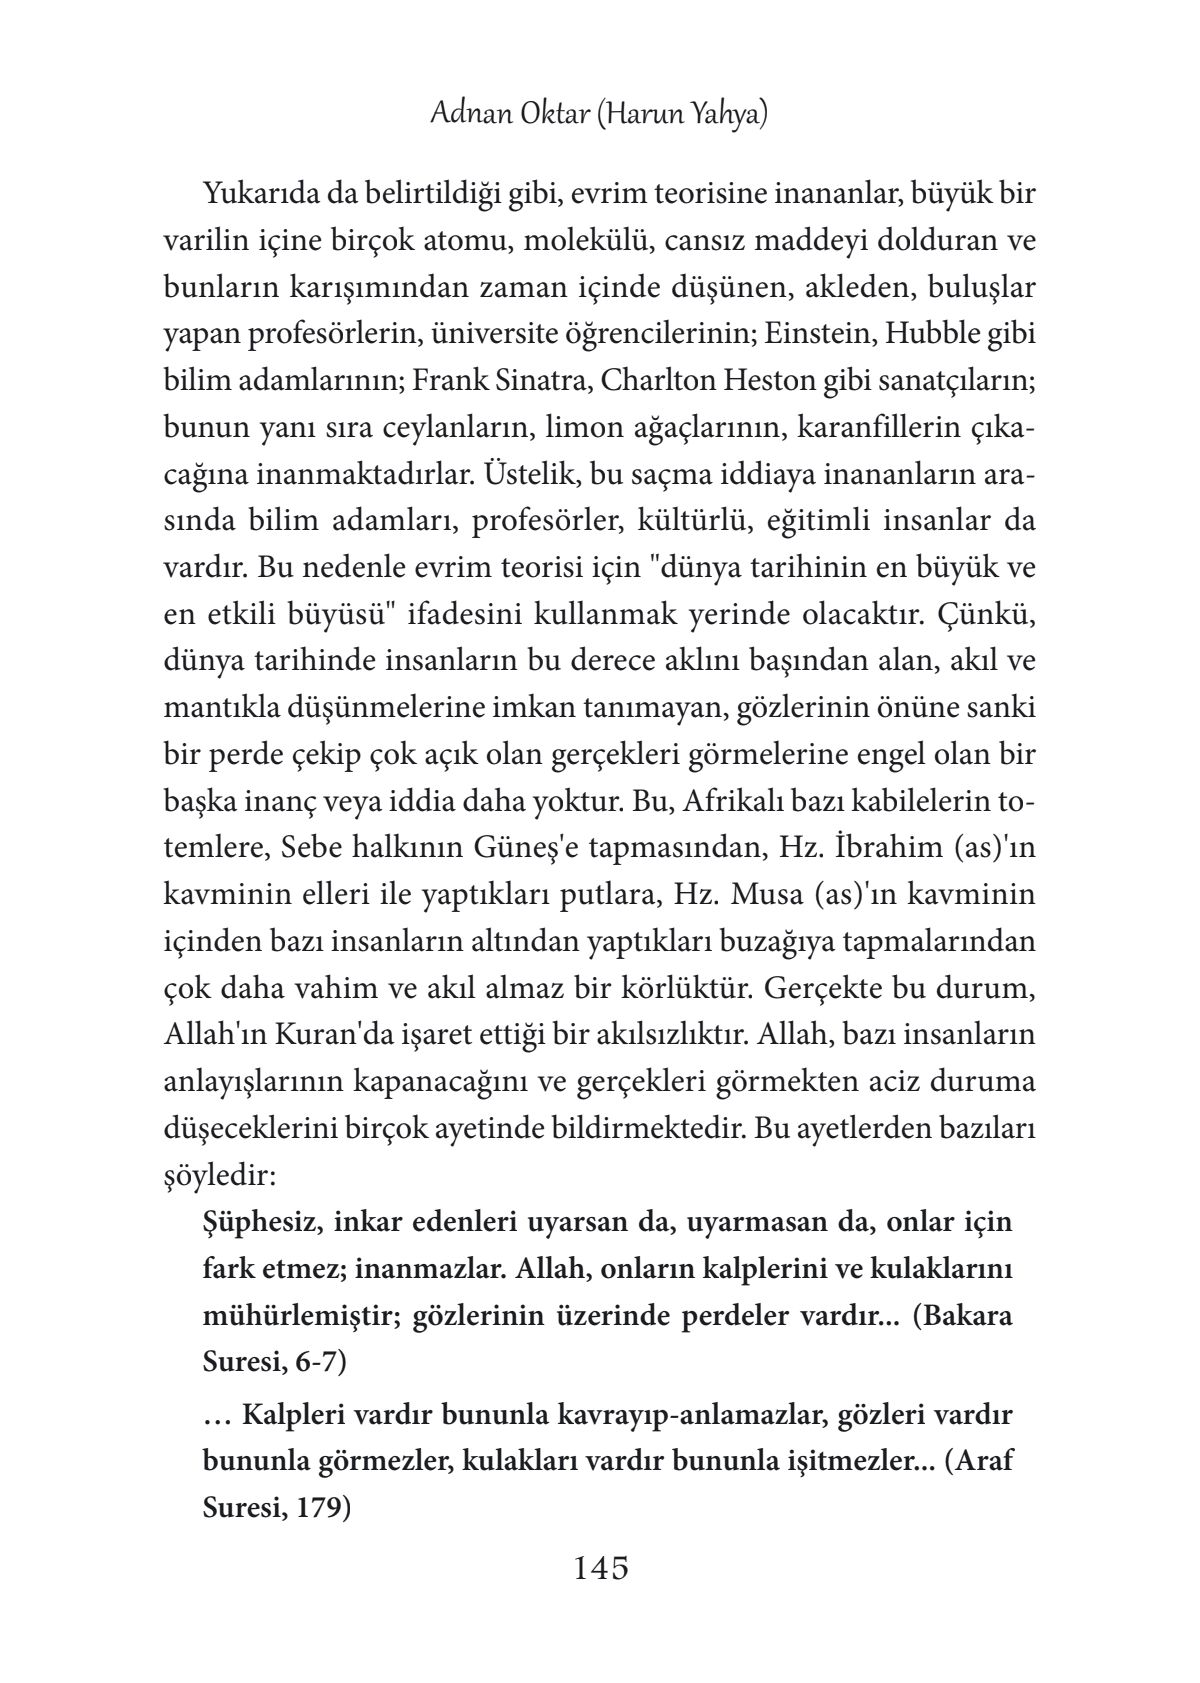 Adnan Oktar (Harun Yahya)
Yukarıda da belirtildiği gibi, evrim teorisine inananlar, büyük bir
varilin içine birçok atomu, molekülü, cansız maddeyi dolduran ve
bunların karışımından zaman içinde düşünen, akleden, buluşlar
yapan profesörlerin, üniversite öğrencilerinin; Einstein, Hubble gibi
bilim adamlarının; Frank Sinatra, Charlton Heston gibi sanatçıların;
bunun yanı sıra ceylanların, limon ağaçlarının, karanfillerin çıka-
cağına inanmaktadırlar. Üstelik, bu saçma iddiaya inananların ara-
sında bilim adamları, profesörler, kültürlü, eğitimli insanlar da
vardır. Bu nedenle evrim teorisi için "dünya tarihinin en büyük ve
en etkili büyüsü" ifadesini kullanmak yerinde olacaktır. Çünkü,
dünya tarihinde insanların bu derece aklını başından alan, akıl ve
mantıkla düşünmelerine imkan tanımayan, gözlerinin önüne sanki
bir perde çekip çok açık olan gerçekleri görmelerine engel olan bir
başka inanç veya iddia daha yoktur. Bu, Afrikalı bazı kabilelerin to-
temlere, Sebe halkının Güneş'e tapmasından, Hz. İbrahim (as)'ın
kavminin elleri ile yaptıkları putlara, Hz. Musa (as)'ın kavminin
içinden bazı insanların altından yaptıkları buzağıya tapmalarından
çok daha vahim ve akıl almaz bir körlüktür. Gerçekte bu durum,
Allah'ın Kuran'da işaret ettiği bir akılsızlıktır. Allah, bazı insanların
anlayışlarının kapanacağını ve gerçekleri görmekten aciz duruma
düşeceklerini birçok ayetinde bildirmektedir. Bu ayetlerden bazıları
şöyledir:
Şüphesiz, inkar edenleri uyarsan da, uyarmasan da, onlar için
fark etmez; inanmazlar. Allah, onların kalplerini ve kulaklarını
mühürlemiştir; gözlerinin üzerinde perdeler vardır... (Bakara
Suresi, 6-7)
… Kalpleri vardır bununla kavrayıp-anlamazlar, gözleri vardır
bununla görmezler, kulakları vardır bununla işitmezler... (Araf
Suresi, 179)
145